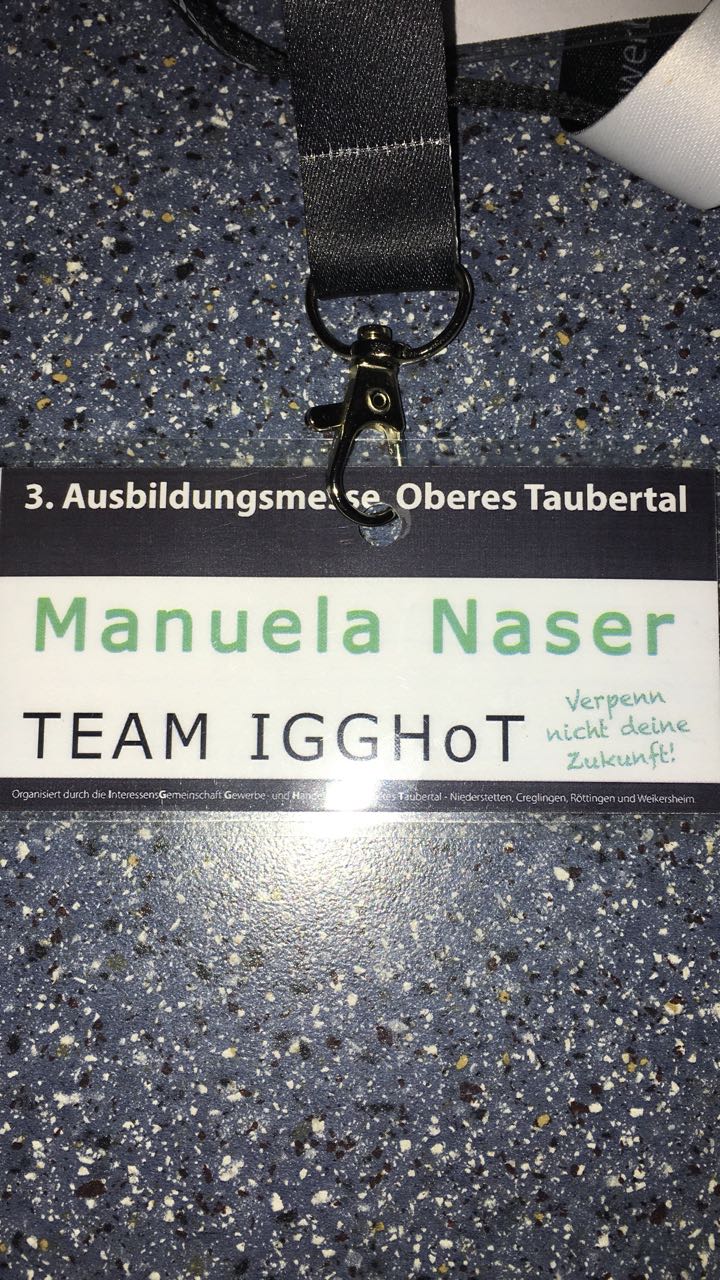 wer
3. Ausbildungsmesse Oberes Taubertal
Manuela Naser
TEAM IGGHoT
Verpenn
nicht deine
Zukunft!
Organisiert durch die InteressensGemeinschaft Gewerbe- und Taubertal - Niederstetten, Creglingen, Röttingen und Weikersheim.